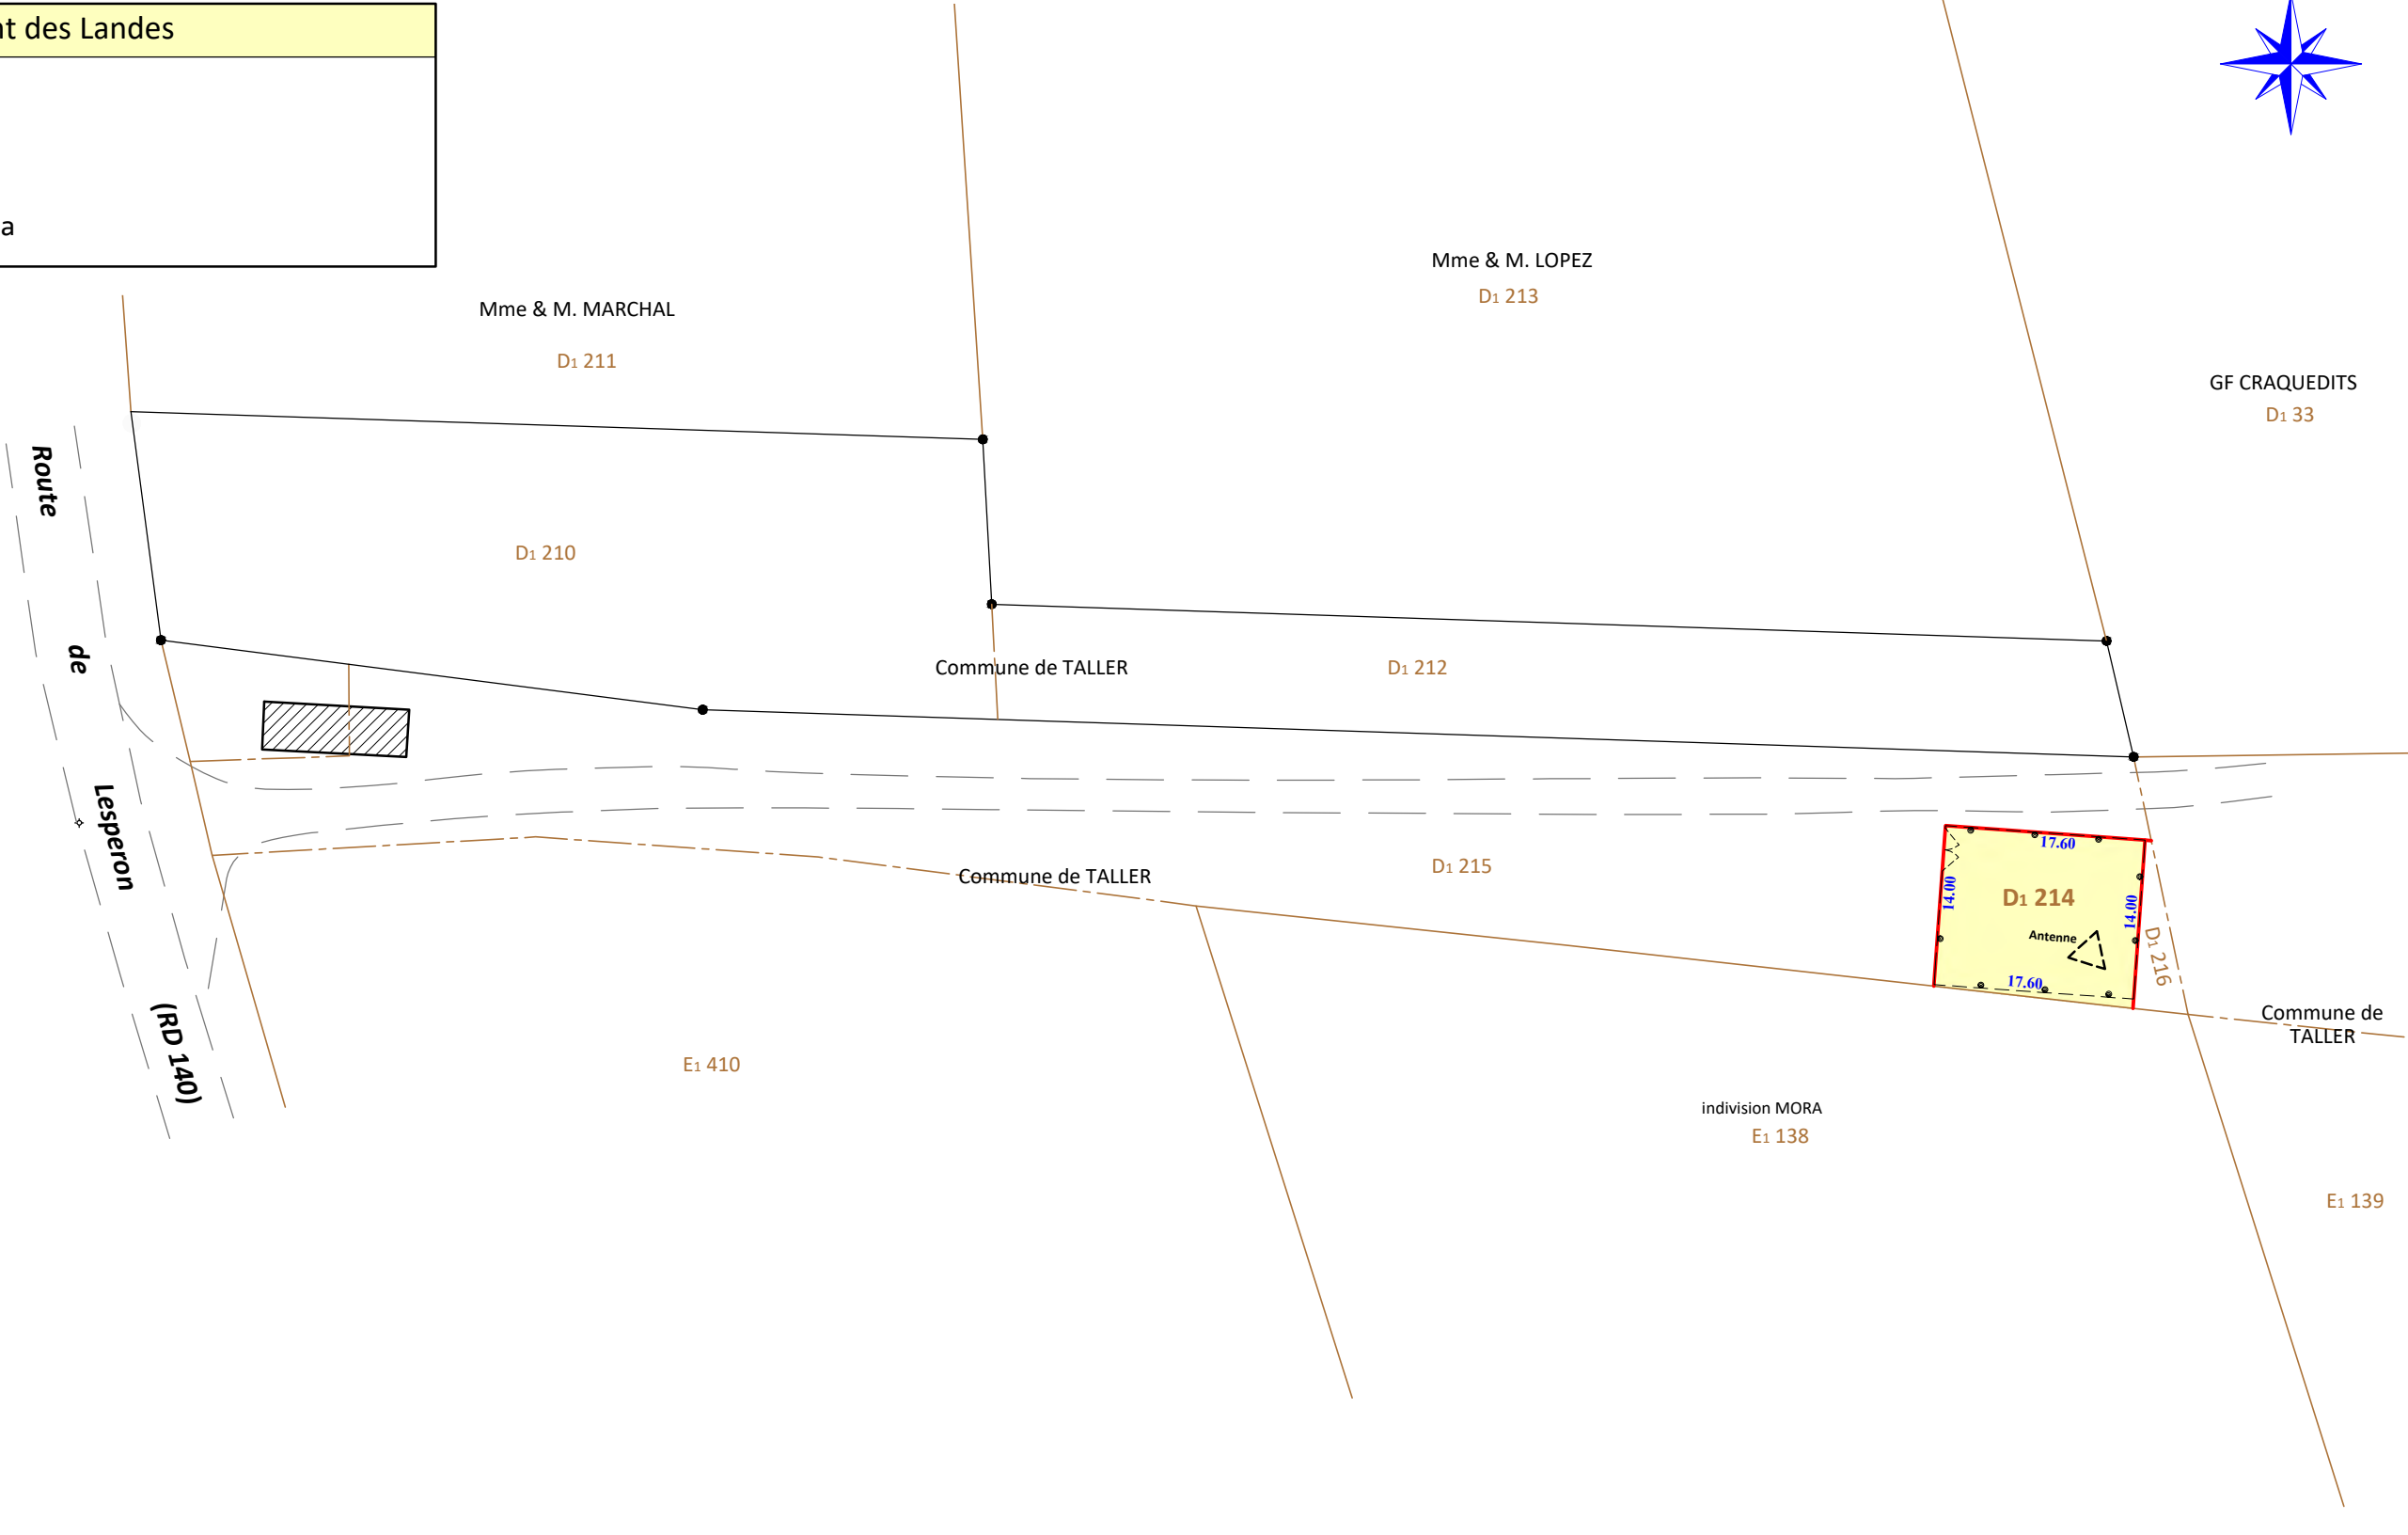 nt des Landes
a
Mme & M. LOPEZ
D1 213
Mme & M. MARCHAL
D1 211
GF CRAQUEDITS
D1 33
Route
de
Lesperon
(RD 140)
D1 210
Commune de TALLER
D1 212
Commune de TALLER
D1 215
17.60
14.00
D1 214
14.00
Antenne
17.60
D1 216
Commune de
TALLER
E1 410
indivision MORA
E1 138
E1 139